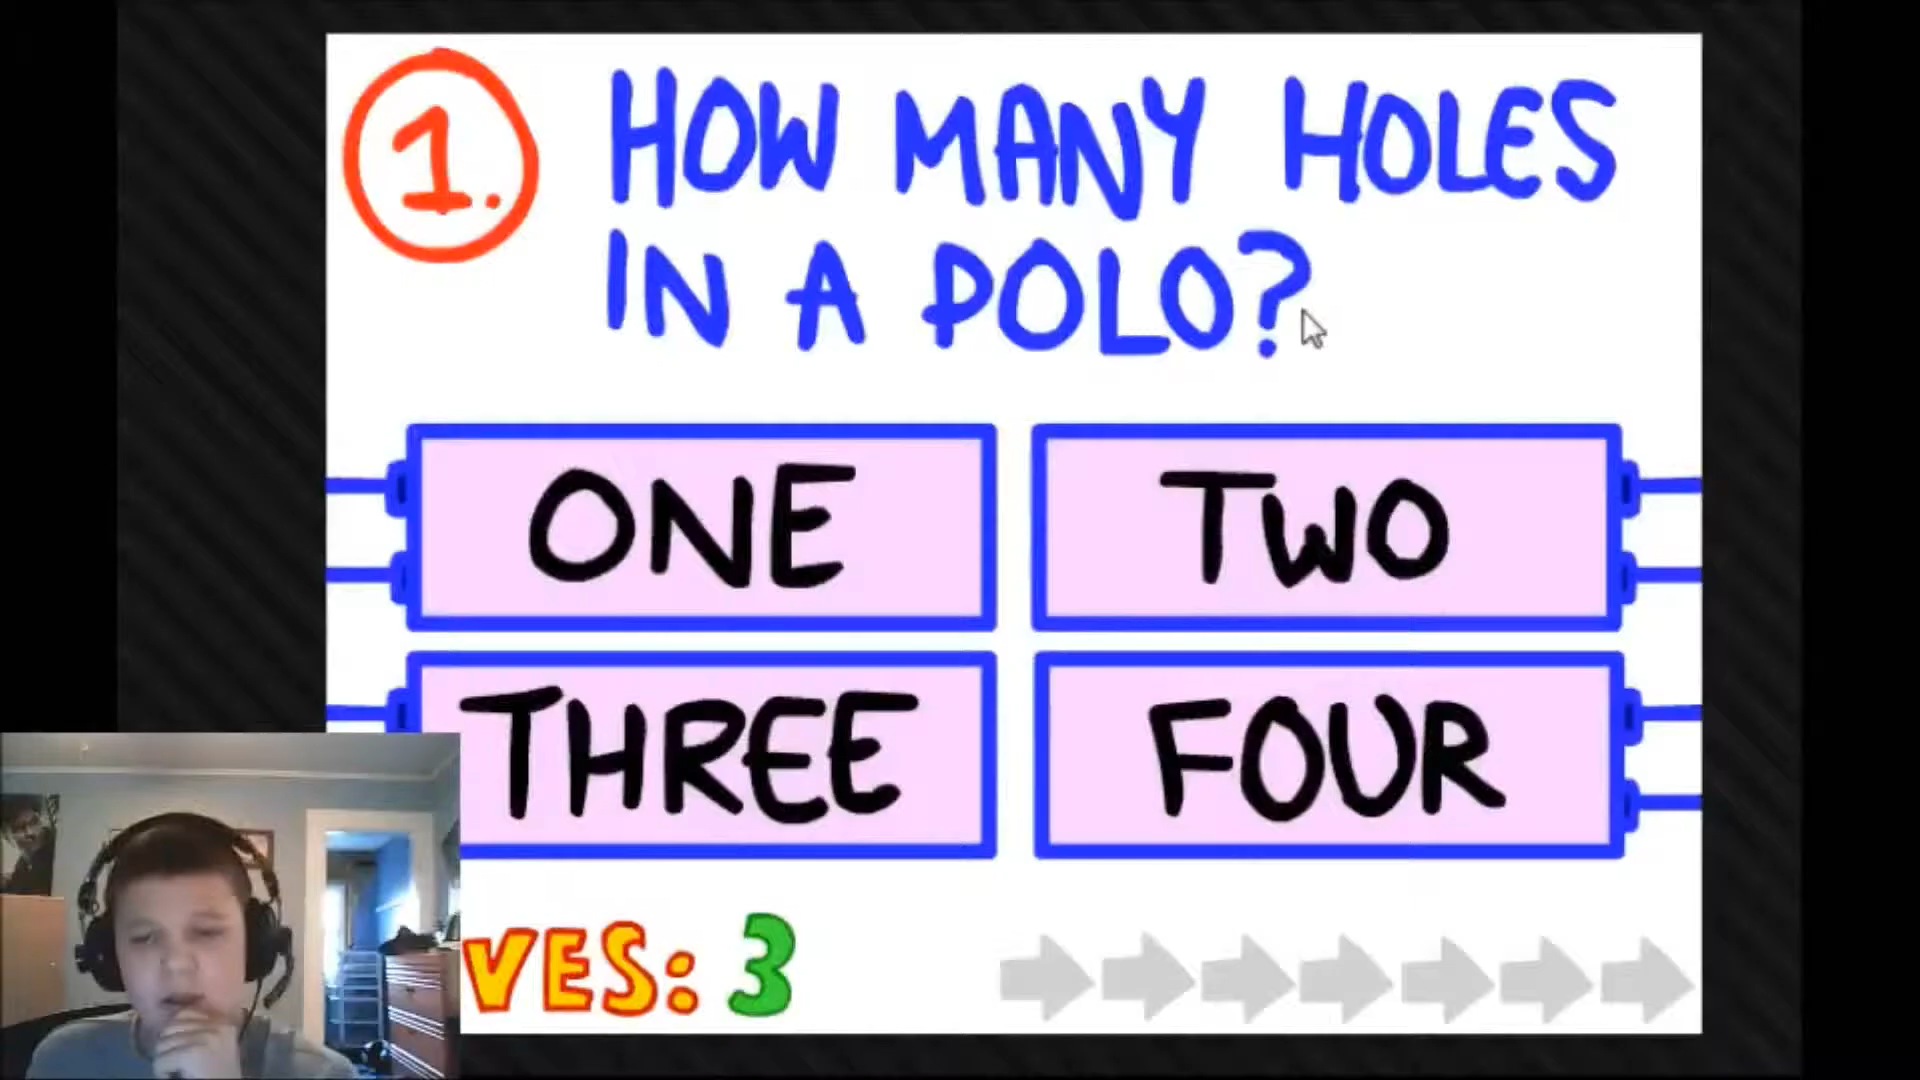 1. HOW MANY HOLES
IN A POLO?
ONE
TWO
THREE
FOUR
VES: 3